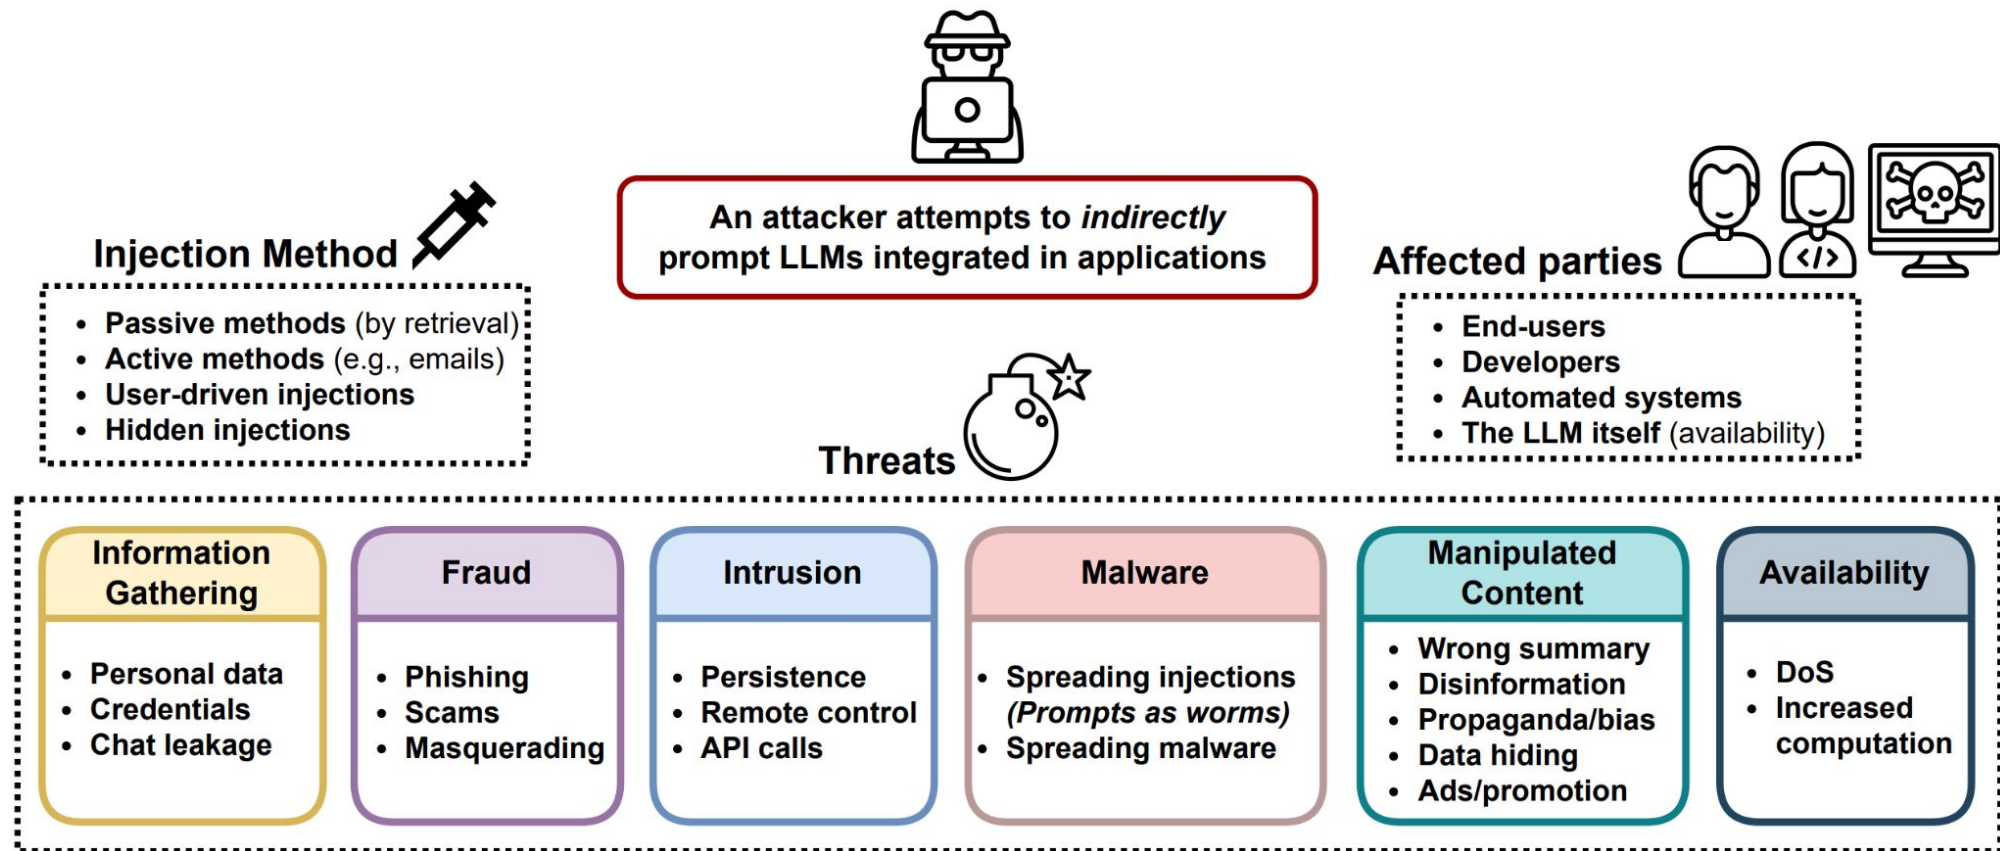 An attacker attempts to indirectly
prompt LLMs integrated in applications
Injection Method
• Passive methods (by retrieval)
• Active methods (e.g., emails)
• User-driven injections
• Hidden injections
Affected parties
</>
• End-users
• Developers
• Automated systems
• The LLM itself (availability)
Threats
Information
Gathering
• Personal data
• Credentials
• Chat leakage
Fraud
• Phishing
• Scams
• Masquerading
Intrusion
• Persistence
• Remote control
• API calls
Malware
• Spreading injections
(Prompts as worms)
• Spreading malware
Manipulated
Content
• Wrong summary
• Disinformation
• Propaganda/bias
• Data hiding
• Ads/promotion
Availability
• DoS
• Increased
computation